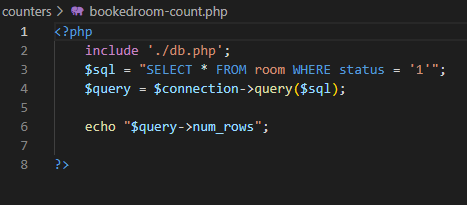 counters > bookedroom-count.php
1 <?php
2 include './db.php';
3 $sql = "SELECT * FROM room WHERE status = '1'";
4 $query = $connection->query($sql);
5
6 echo "$query->num_rows";
7
8 ?>